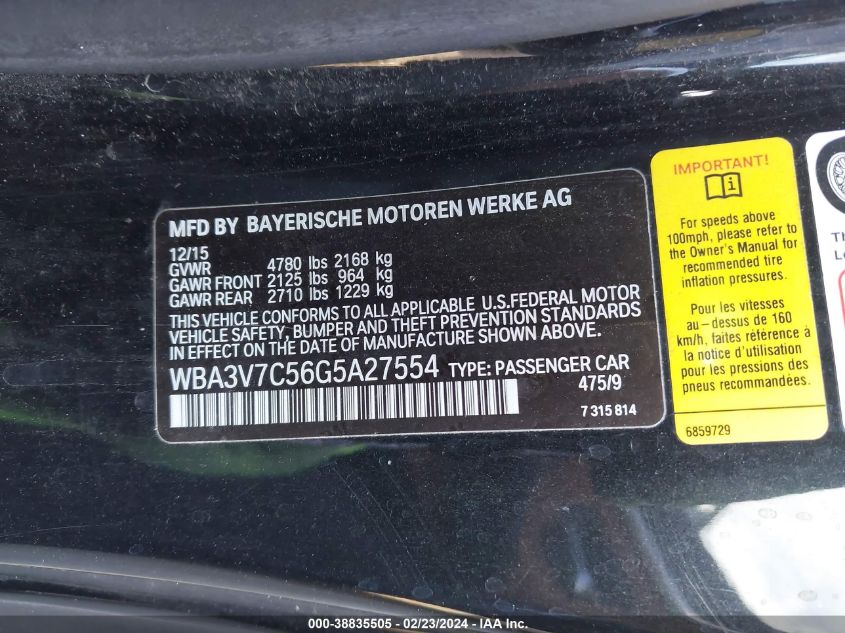 MFD BY BAYERISCHE MOTOREN WERKE AG
12/15
GVWR 4780 lbs 2168 kg
GAWR FRONT 2125 lbs 964 kg
GAWR REAR 2710 lbs 1229 kg
THIS VEHICLE CONFORMS TO ALL APPLICABLE U.S.FEDERAL MOTOR
VEHICLE SAFETY, BUMPER AND THEFT PREVENTION STANDARDS
IN EFFECT ON THE DATE OF MANUFACTURE SHOWN ABOVE.
WBA3V7C56G5A27554 TYPE: PASSENGER CAR
475/9
7 315 814
IMPORTANT!
For speeds above
100mph, please refer to
the Owner's Manual for
recommended tire
inflation pressures.
Pour les vitesses
au-dessus de 160
km/h, faites référence à
la notice d'utilisation
pour les pressions des
pneus recommandées.
6859729
000-38835505 - 02/23/2024 - IAA Inc.